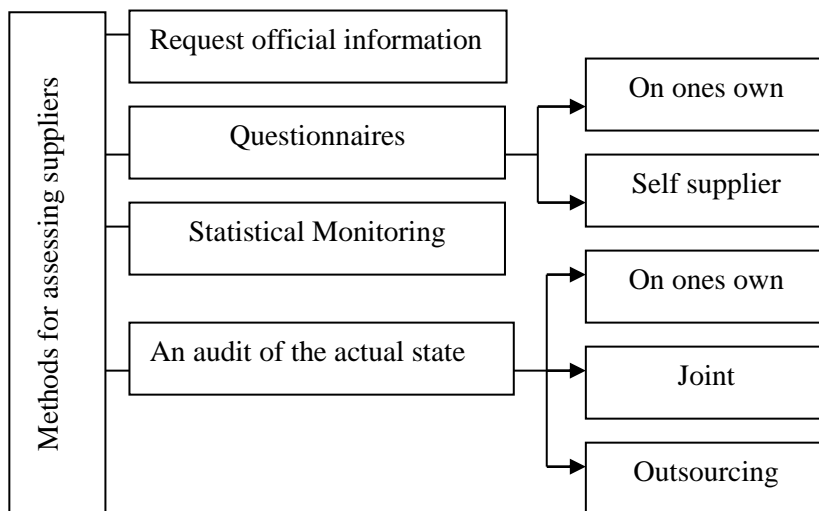 Methods for assessing suppliers
Request official information
Questionnaires
On ones own
Self supplier
Statistical Monitoring
An audit of the actual state
On ones own
Joint
Outsourcing